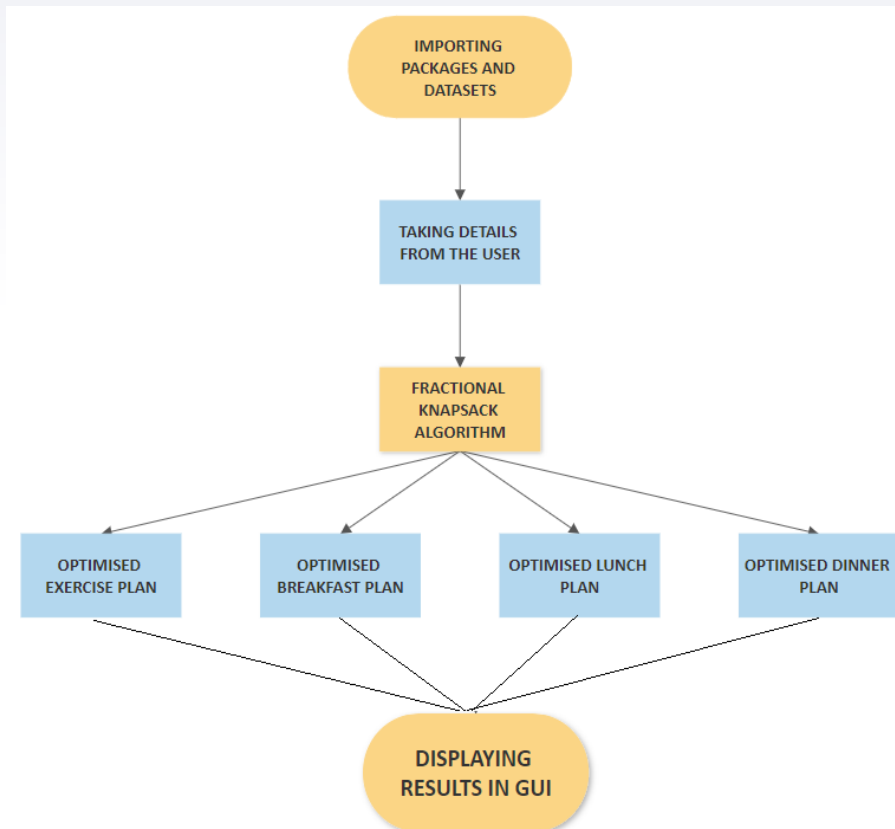 IMPORTING
PACKAGES AND
DATASETS
TAKING DETAILS
FROM THE USER
FRACTIONAL
KNAPSACK
ALGORITHM
OPTIMISED
EXERCISE PLAN
OPTIMISED
BREAKFAST PLAN
OPTIMISED LUNCH
PLAN
OPTIMISED DINNER
PLAN
DISPLAYING
RESULTS IN GUI